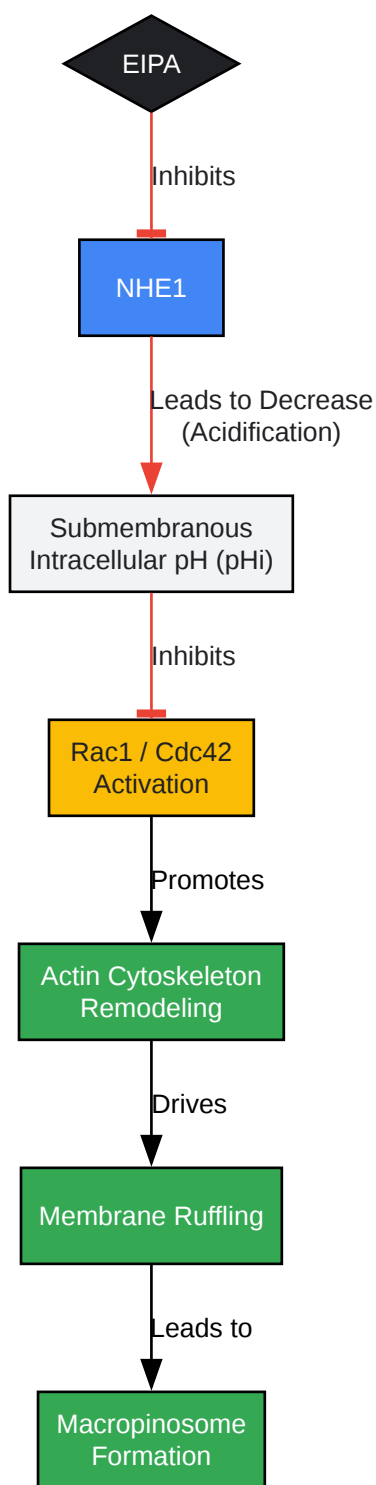 EIPA
Inhibits
NHE1
Leads to Decrease
(Acidification)
Submembranous
Intracellular pH (pHi)
Inhibits
Rac1 / Cdc42
Activation
Promotes
Actin Cytoskeleton
Remodeling
Drives
Membrane Ruffling
Leads to
Macropinosome
Formation